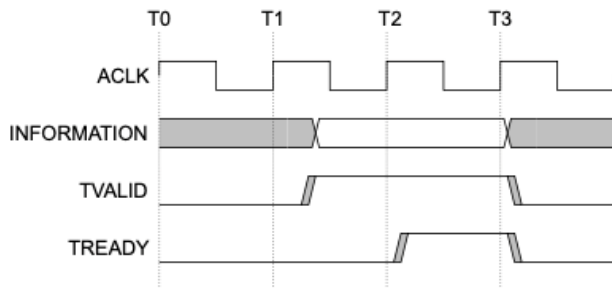 T0 T1 T2 T3
ACLK
INFORMATION
TVALID
TREADY